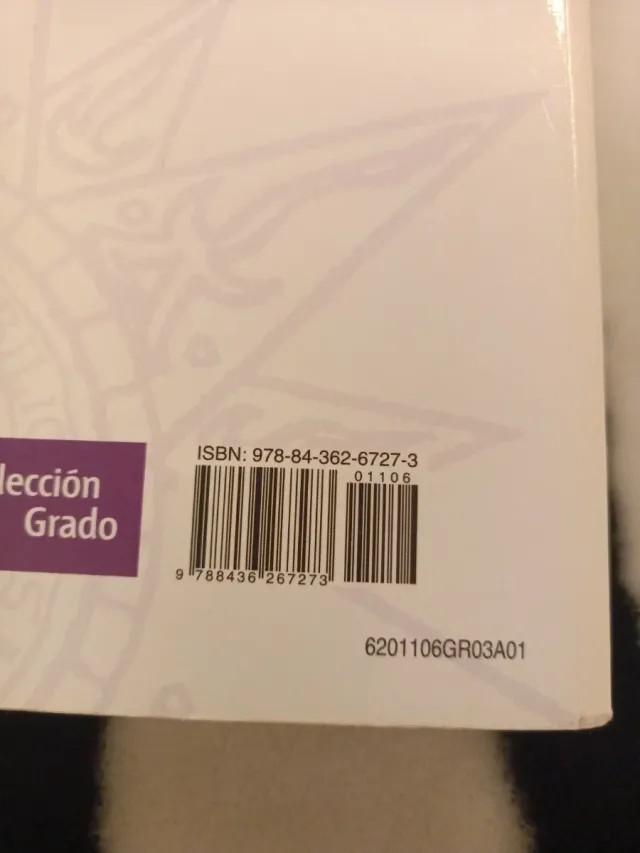 ISBN: 978-84-362-6727-3
01106
9 788436 267273
lección
Grado
6201106GR03A01